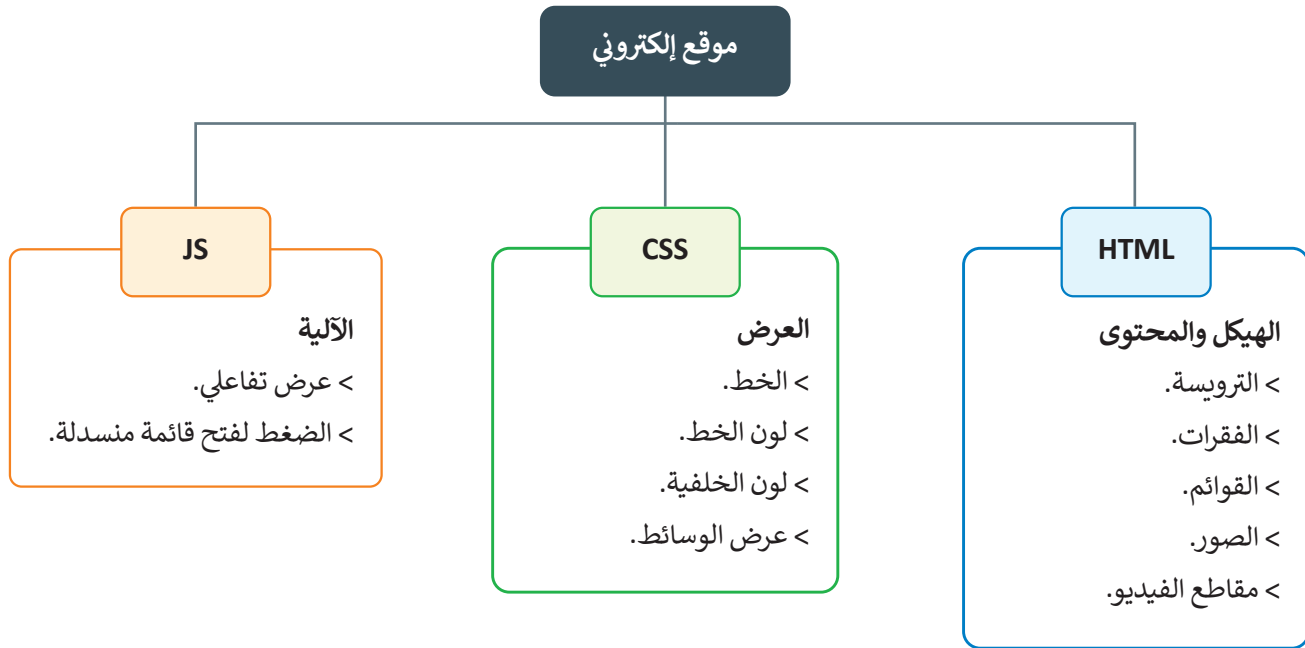 موقع إلكتروني
HTML
الهيكل والمحتوى
> الترويسة.
> الفقرات.
> القوائم.
> الصور.
> مقاطع الفيديو.
CSS
العرض
> الخط.
> لون الخط.
> لون الخلفية.
> عرض الوسائط.
JS
الآلية
> عرض تفاعلي.
> الضغط لفتح قائمة منسدلة.